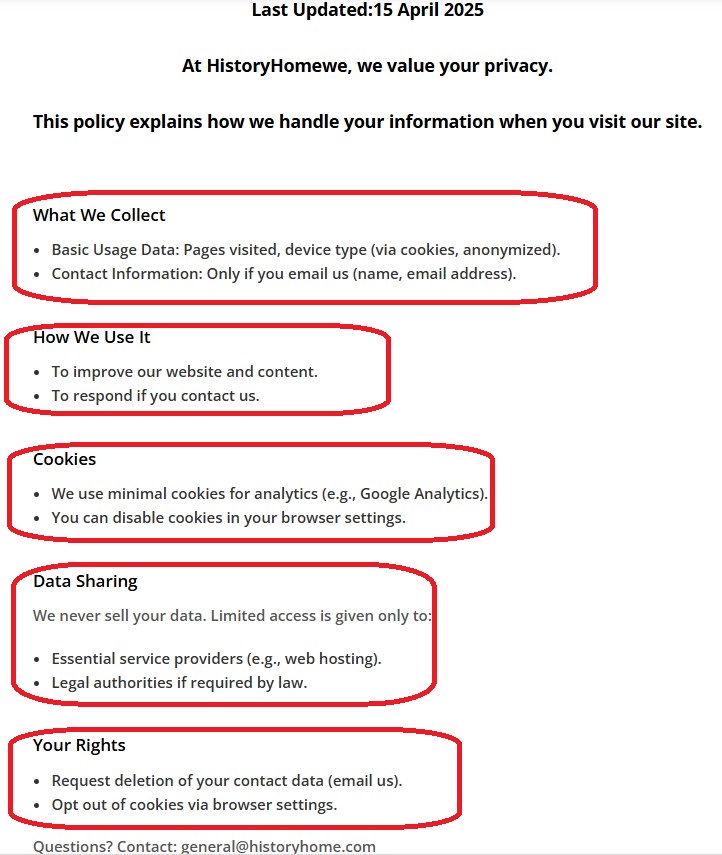 Last Updated:15 April 2025
At HistoryHomewe, we value your privacy.
This policy explains how we handle your information when you visit our site.
What We Collect
• Basic Usage Data: Pages visited, device type (via cookies, anonymized).
• Contact Information: Only if you email us (name, email address).
How We Use It
• To improve our website and content.
• To respond if you contact us.
Cookies
• We use minimal cookies for analytics (e.g., Google Analytics).
• You can disable cookies in your browser settings.
Data Sharing
We never sell your data. Limited access is given only to:
• Essential service providers (e.g., web hosting).
• Legal authorities if required by law.
Your Rights
• Request deletion of your contact data (email us).
• Opt out of cookies via browser settings.
Questions? Contact: general@historyhome.com